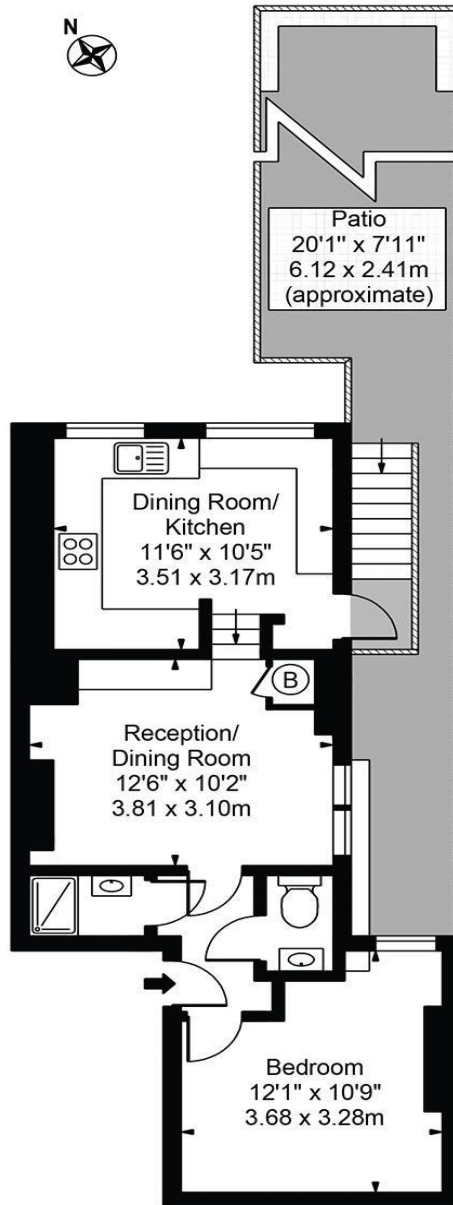 N
Patio
20'1" x 7'11"
6.12 x 2.41m
(approximate)
Dining Room/
Kitchen
11'6" x 10'5"
3.51 x 3.17m
B
Reception/
Dining Room
12'6" x 10'2"
3.81 x 3.10m
Bedroom
12'1" x 10'9"
3.68 x 3.28m